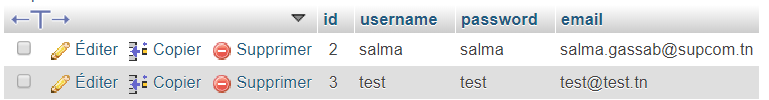 id username password email
Éditer Copier Supprimer 2 salma salma salma.gassab@supcom.tn
Éditer Copier Supprimer 3 test test test@test.tn